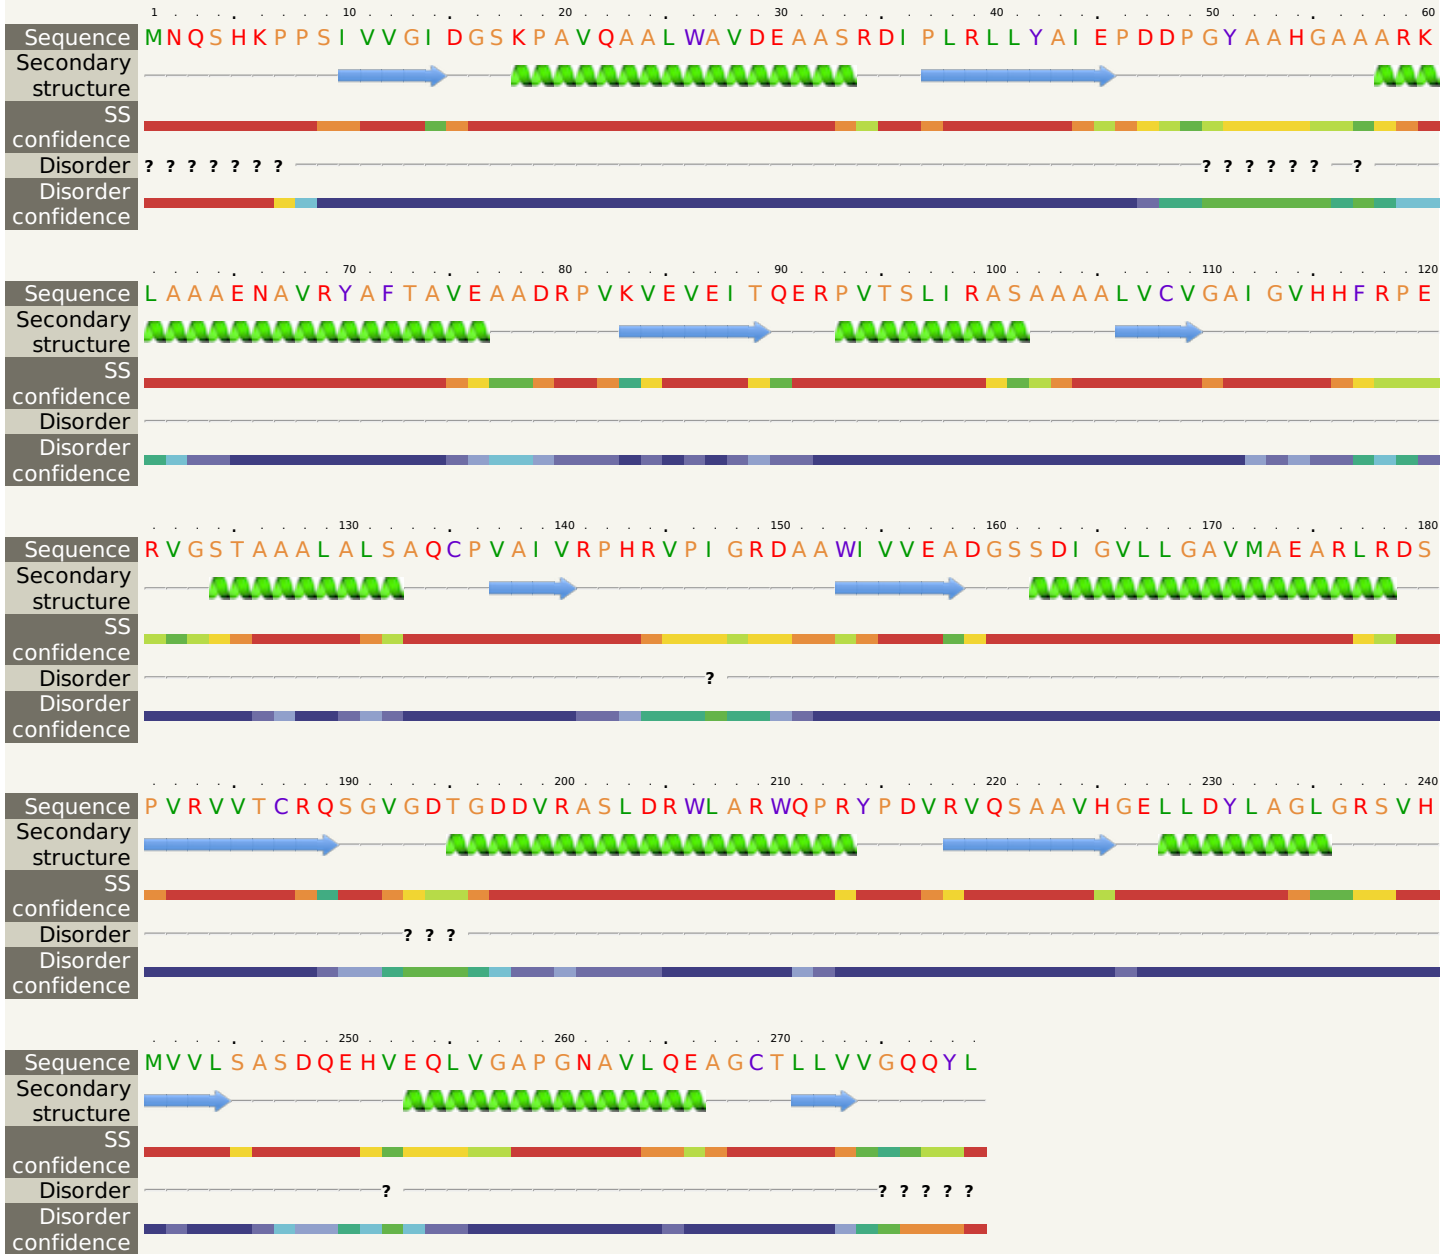 1 10 20 30 40 50 60
Sequence MNQSHKPPSIVVGIDGSKPAVQAALWAVDEAASRDIPLRLLYAIEPDDPGYAAHGAAARK
Secondary
structure
SS
confidence
Disorder ? ? ? ? ? ? ? ? ? ? ? ? ? ?
Disorder
confidence
70 80 90 100 110 120
Sequence LAAAENAVRYAFTAVEAADRPVKVEVEITQERPVTSLIRASAAAALVCVGAIGVHHFRPE
Secondary
structure
SS
confidence
Disorder
Disorder
confidence
130 140 150 160 170 180
Sequence RVGSTAAALALSAQCPVAIVRPHRVPIGRDAAWIVVEADGSSDIGVLLGAVMAEARLRDS
Secondary
structure
SS
confidence
Disorder ?
Disorder
confidence
190 200 210 220 230 240
Sequence PVRVVTCRQSGVGDTGDDVRASLDRWLARWQPRYPDVRVQSAAVHGELLDYLAGLGRSVH
Secondary
structure
SS
confidence
Disorder ? ? ?
Disorder
confidence
250 260 270
Sequence MVVLSASDQEHVEQLVGAPGNAVLQEAGCTLLVVGQQYL
Secondary
structure
SS
confidence
Disorder ? ? ? ? ? ?
Disorder
confidence